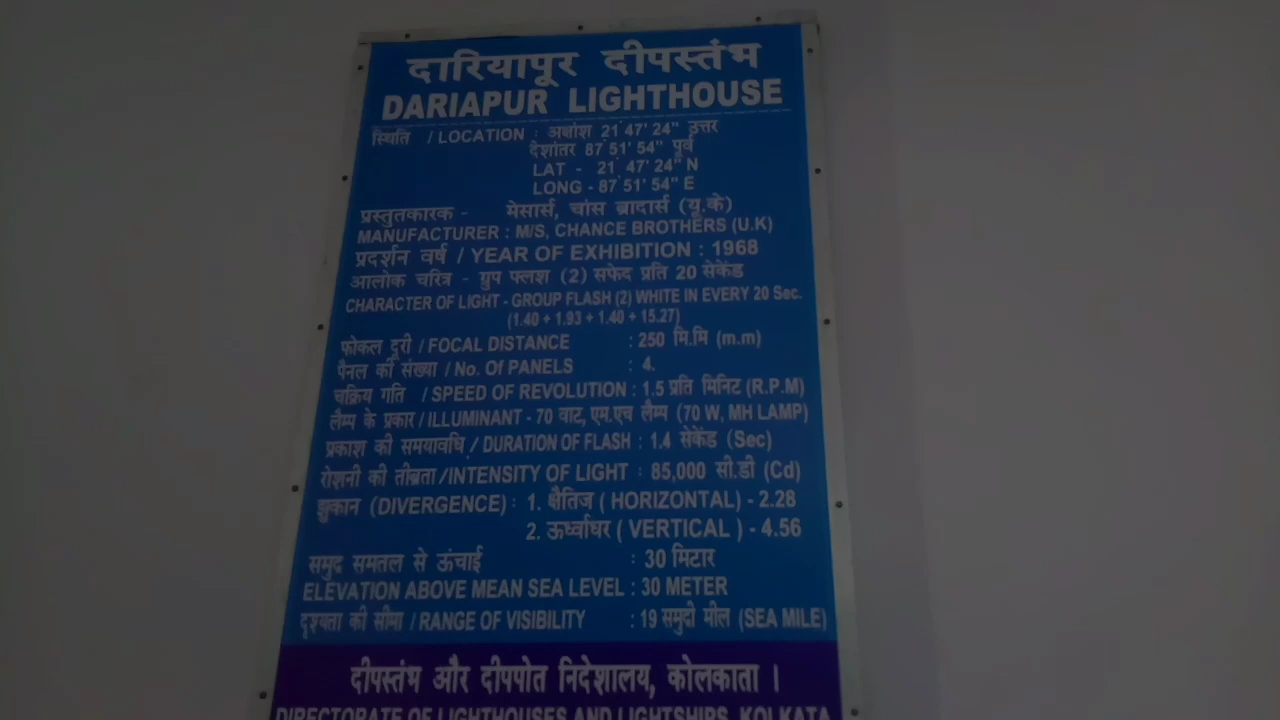 दारियापूर दीपस्तंभ
DARIAPUR LIGHTHOUSE
स्थिति / LOCATION : अक्षांश 21° 47' 24" उत्तर
देशांतर 87° 51' 54" पूर्व
LAT - 21° 47' 24" N
LONG - 87° 51' 54" E
प्रस्तुतकारक - मेसार्स, चांस ब्रादार्स (यू.के)
MANUFACTURER : M/S, CHANCE BROTHERS (U.K)
प्रदर्शन वर्ष / YEAR OF EXHIBITION : 1968
आलोक चरित्र - ग्रुप फ्लश (2) सफेद प्रति 20 सेकेंड
CHARACTER OF LIGHT - GROUP FLASH (2) WHITE IN EVERY 20 Sec.
(1.40 + 1.93 + 1.40 + 15.27)
फोकल दूरी / FOCAL DISTANCE : 250 मि.मि (m.m)
पैनल की संख्या / No. Of PANELS : 4.
चक्रिय गति / SPEED OF REVOLUTION : 1.5 प्रति मिनिट (R.P.M)
लैम्प के प्रकार / ILLUMINANT - 70 वाट, एम.एच लैम्प (70 W, MH LAMP)
प्रकाश की समयावधि / DURATION OF FLASH : 1.4 सेकेंड (Sec)
रोशनी की तीब्रता / INTENSITY OF LIGHT : 85,000 सी.डी (Cd)
झुकान (DIVERGENCE) : 1. क्षैतिज ( HORIZONTAL) - 2.28
2. ऊर्ध्वाधर ( VERTICAL ) - 4.56
समुद समतल से ऊंचाई : 30 मिटार
ELEVATION ABOVE MEAN SEA LEVEL : 30 METER
दृश्यता की सीमा / RANGE OF VISIBILITY : 19 समुदी मील (SEA MILE)
दीपस्तंभ और दीपपोत निदेशालय, कोलकाता ।
DIRECTORATE OF LIGHTHOUSES AND LIGHTSHIPS, KOLKATA